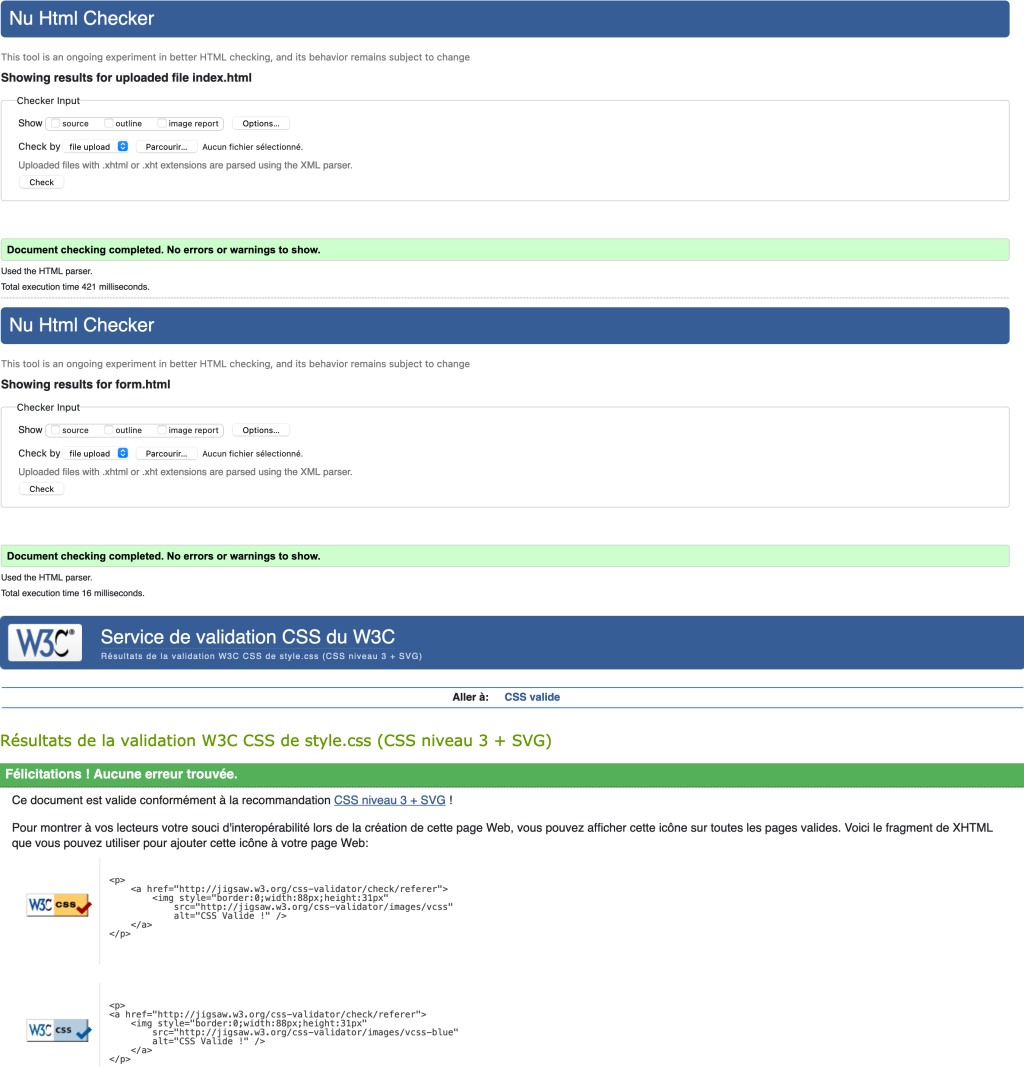 Nu Html Checker
This tool is an ongoing experiment in better HTML checking, and its behavior remains subject to change
Showing results for uploaded file index.html
Checker Input
Show source outline image report Options...
Check by file upload Parcourir... Aucun fichier sélectionné.
Uploaded files with .xhtml or .xht extensions are parsed using the XML parser.
Check
Document checking completed. No errors or warnings to show.
Used the HTML parser.
Total execution time 421 milliseconds.
Nu Html Checker
This tool is an ongoing experiment in better HTML checking, and its behavior remains subject to change
Showing results for form.html
Checker Input
Show source outline image report Options...
Check by file upload Parcourir... Aucun fichier sélectionné.
Uploaded files with .xhtml or .xht extensions are parsed using the XML parser.
Check
Document checking completed. No errors or warnings to show.
Used the HTML parser.
Total execution time 16 milliseconds.
W3C® Service de validation CSS du W3C
Résultats de la validation W3C CSS de style.css (CSS niveau 3 + SVG)
Aller à: CSS valide
Résultats de la validation W3C CSS de style.css (CSS niveau 3 + SVG)
Félicitations ! Aucune erreur trouvée.
Ce document est valide conformément à la recommandation CSS niveau 3 + SVG !
Pour montrer à vos lecteurs votre souci d'interopérabilité lors de la création de cette page Web, vous pouvez afficher cette icône sur toutes les pages valides. Voici le fragment de XHTML
que vous pouvez utiliser pour ajouter cette icône à votre page Web:
<p>
<a href="http://jigsaw.w3.org/css-validator/check/referer">
<img style="border:0;width:88px;height:31px"
W3C css
src="http://jigsaw.w3.org/css-validator/images/vcss"
alt="CSS Valide !" />
</a>
</p>
<p>
<a href="http://jigsaw.w3.org/css-validator/check/referer">
<img style="border:0;width:88px;height:31px"
W3C css
src="http://jigsaw.w3.org/css-validator/images/vcss-blue"
alt="CSS Valide !" />
</a>
</p>